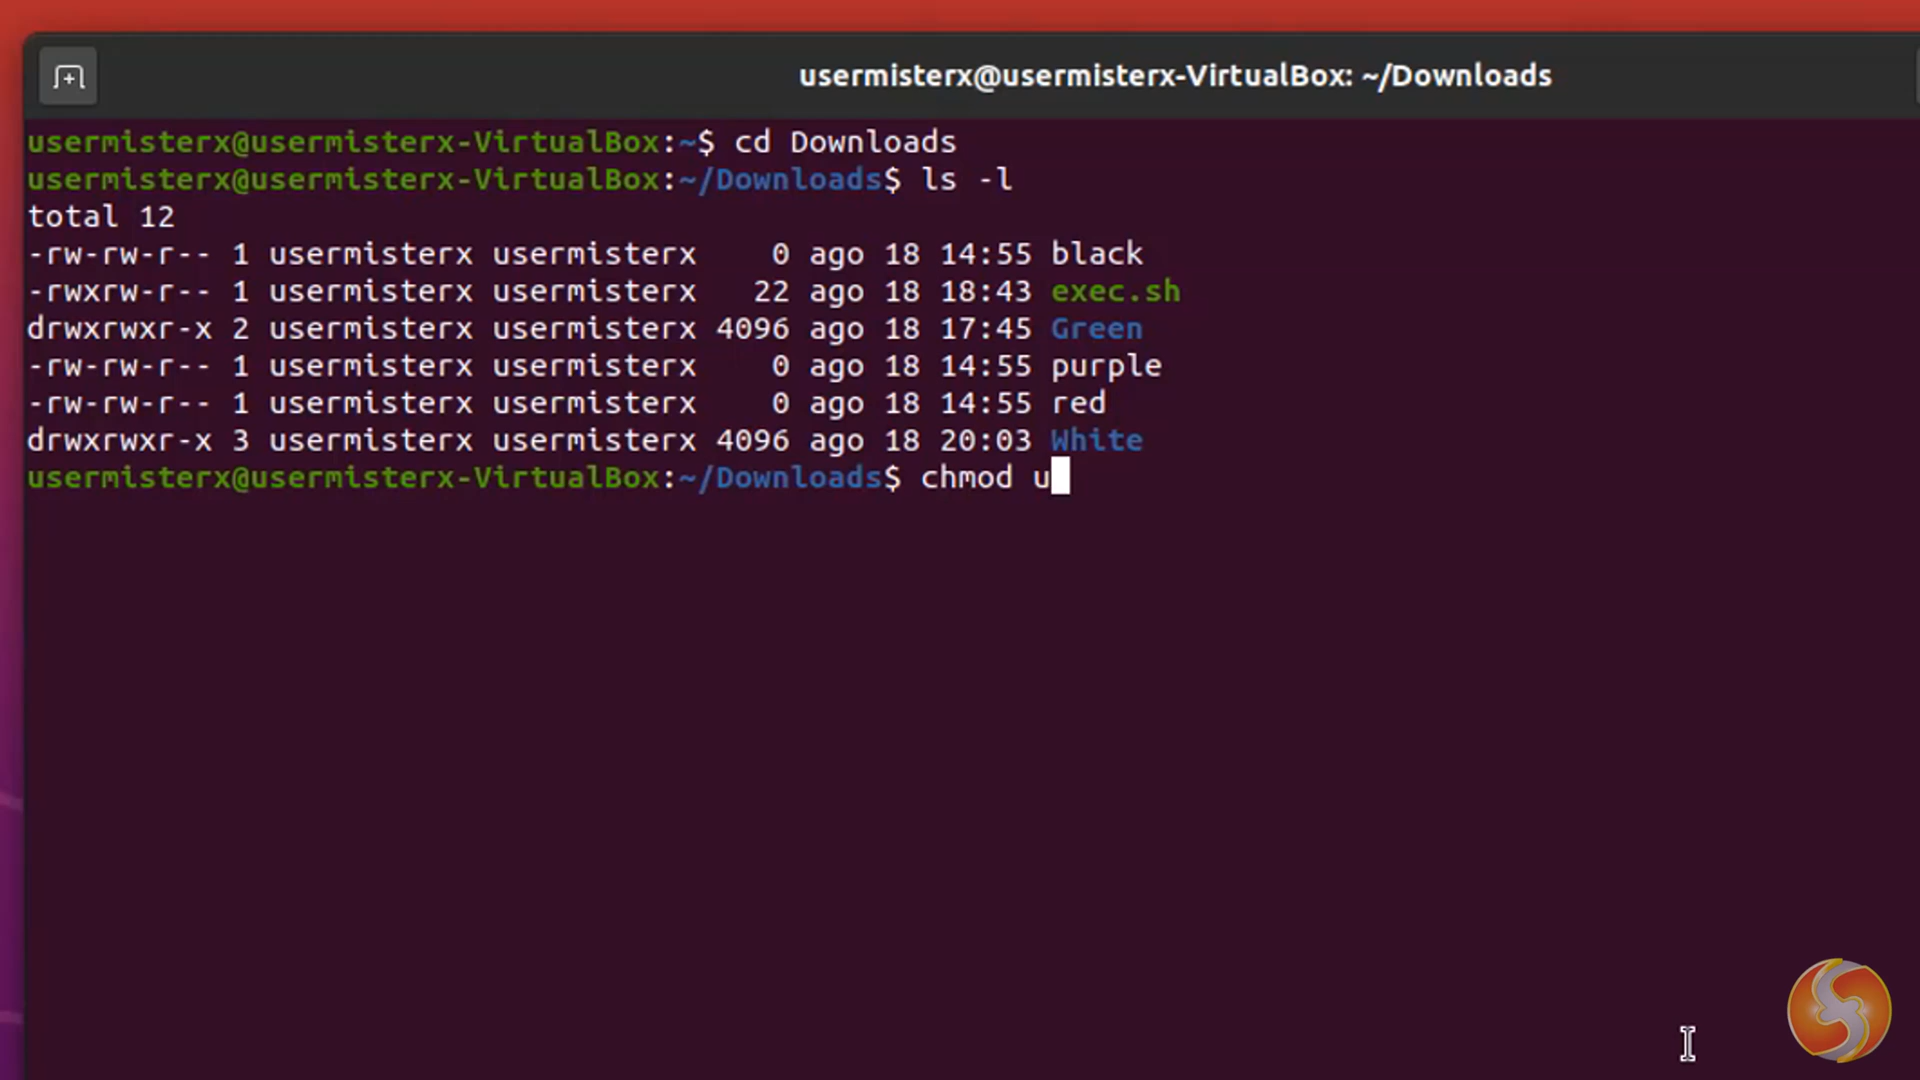 usermisterx@usermisterx-VirtualBox: ~/Downloads
usermisterx@usermisterx-VirtualBox:~$ cd Downloads
usermisterx@usermisterx-VirtualBox:~/Downloads$ ls -l
total 12
-rw-rw-r-- 1 usermisterx usermisterx    0 ago 18 14:55 black
-rwxrw-r-- 1 usermisterx usermisterx   22 ago 18 18:43 exec.sh
drwxrwxr-x 2 usermisterx usermisterx 4096 ago 18 17:45 Green
-rw-rw-r-- 1 usermisterx usermisterx    0 ago 18 14:55 purple
-rw-rw-r-- 1 usermisterx usermisterx    0 ago 18 14:55 red
drwxrwxr-x 3 usermisterx usermisterx 4096 ago 18 20:03 White
usermisterx@usermisterx-VirtualBox:~/Downloads$ chmod u